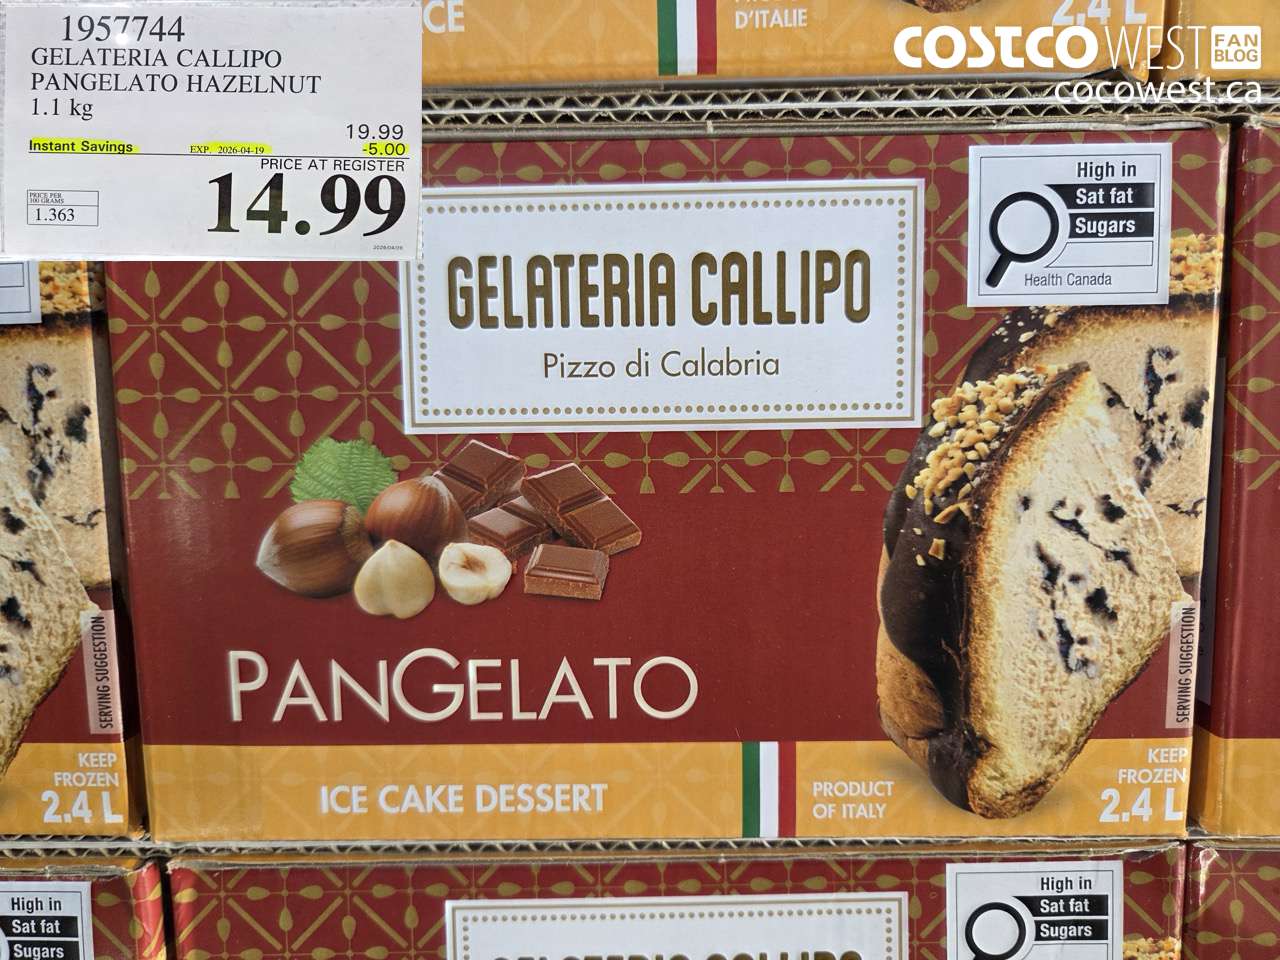 1957744
GELATERIA CALLIPO
PANGELATO HAZELNUT
1.1 kg
19.99
Instant Savings EXP. 2026-04-19 -5.00
PRICE AT REGISTER
14.99
PRICE PER
100 GRAMS
1.363
CE
D'ITALIE
2.4 L
COSTCO WEST FAN BLOG
cocowest.ca
High in
Sat fat
Sugars
Health Canada
GELATERIA CALLIPO
Pizzo di Calabria
PANGELATO
SERVING SUGGESTION
SERVING SUGGESTION
KEEP
FROZEN
2.4 L
ICE CAKE DESSERT
PRODUCT
OF ITALY
KEEP
FROZEN
2.4 L
High in
Sat fat
Sugars
GELATERIA CALLIPO
High in
Sat fat
Sugars